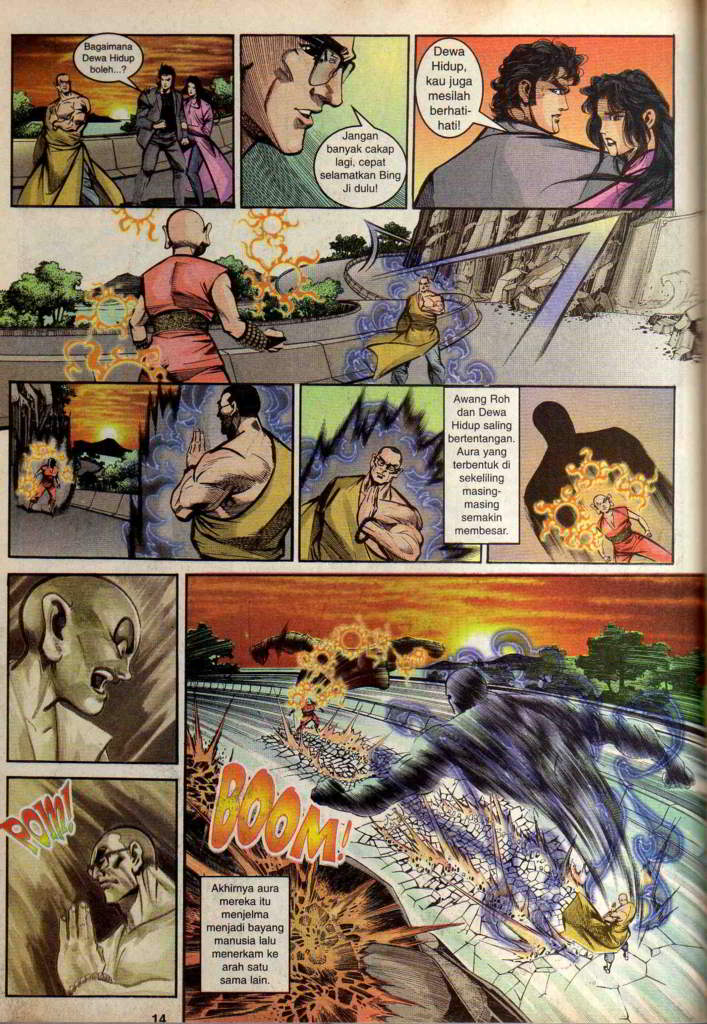 Bagaimana
Dewa Hidup
boleh...?
Jangan
banyak cakap
lagi, cepat
selamatkan Bing
Ji dulu!
Dewa
Hidup,
kau juga
mesilah
berhati-
hati!
Awang Roh
dan Dewa
Hidup saling
bertentangan.
Aura yang
terbentuk di
sekeliling
masing-
masing
semakin
membesar.
POM!
BOOM!
Akhirnya aura
mereka itu
menjelma
menjadi bayang
manusia lalu
menerkam ke
arah satu
sama lain.
14